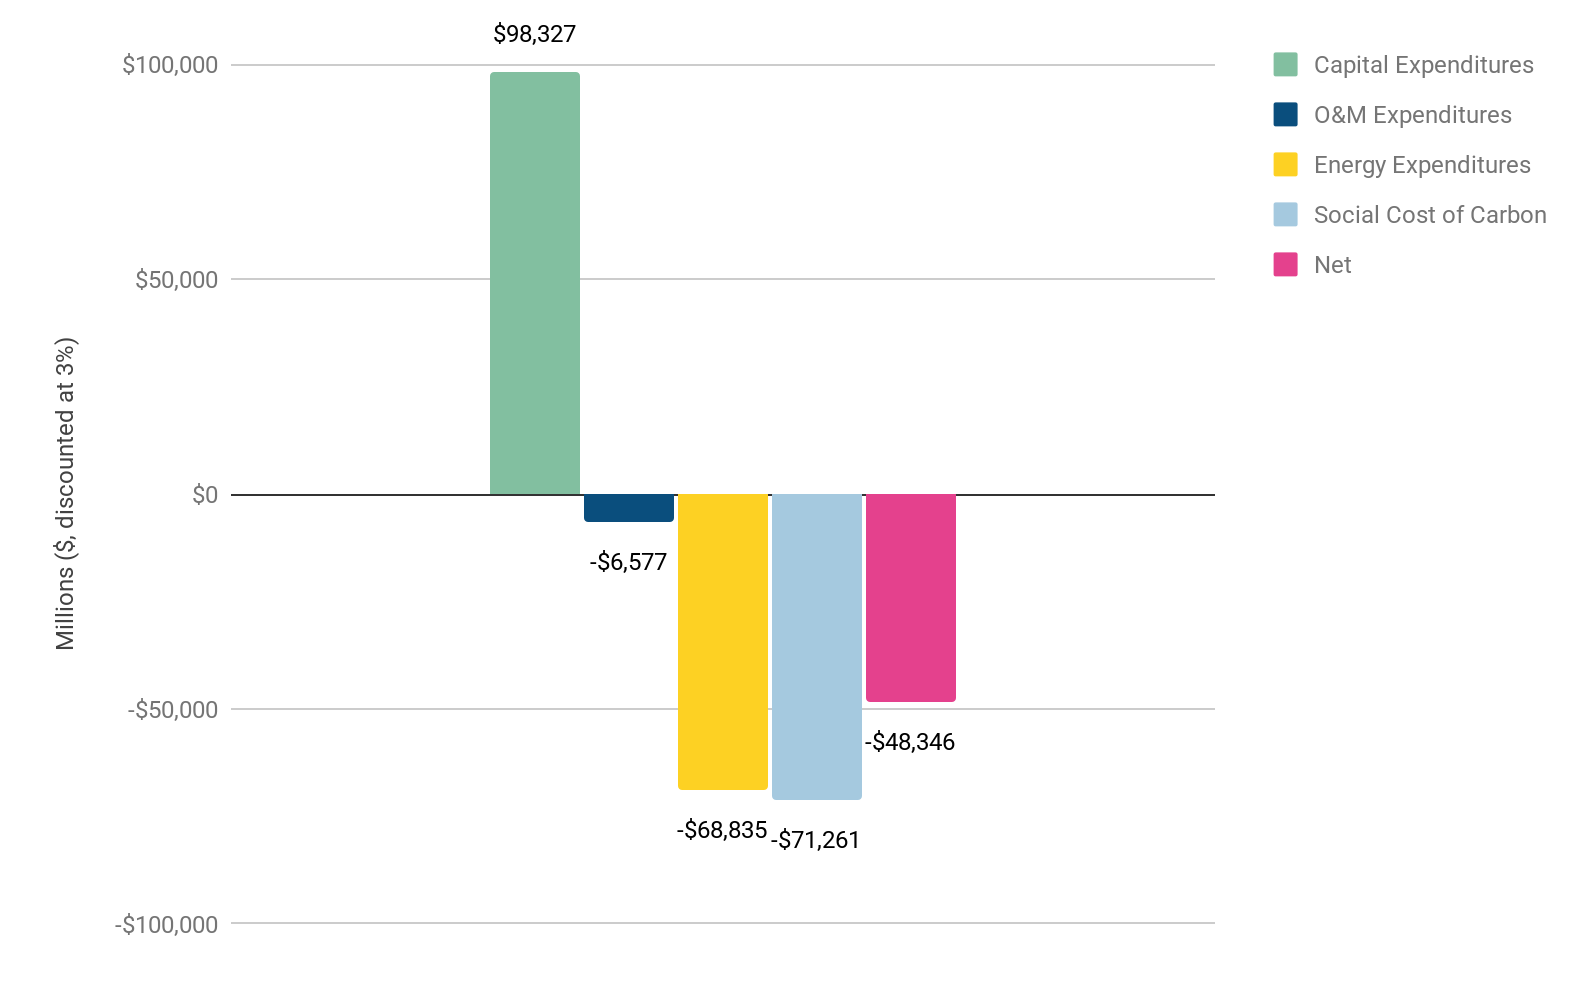 $98,327
$100,000
$50,000
$0
-$50,000
-$100,000
Millions ($, discounted at 3%)
-$6,577
-$68,835
-$71,261
-$48,346
Capital Expenditures
O&M Expenditures
Energy Expenditures
Social Cost of Carbon
Net